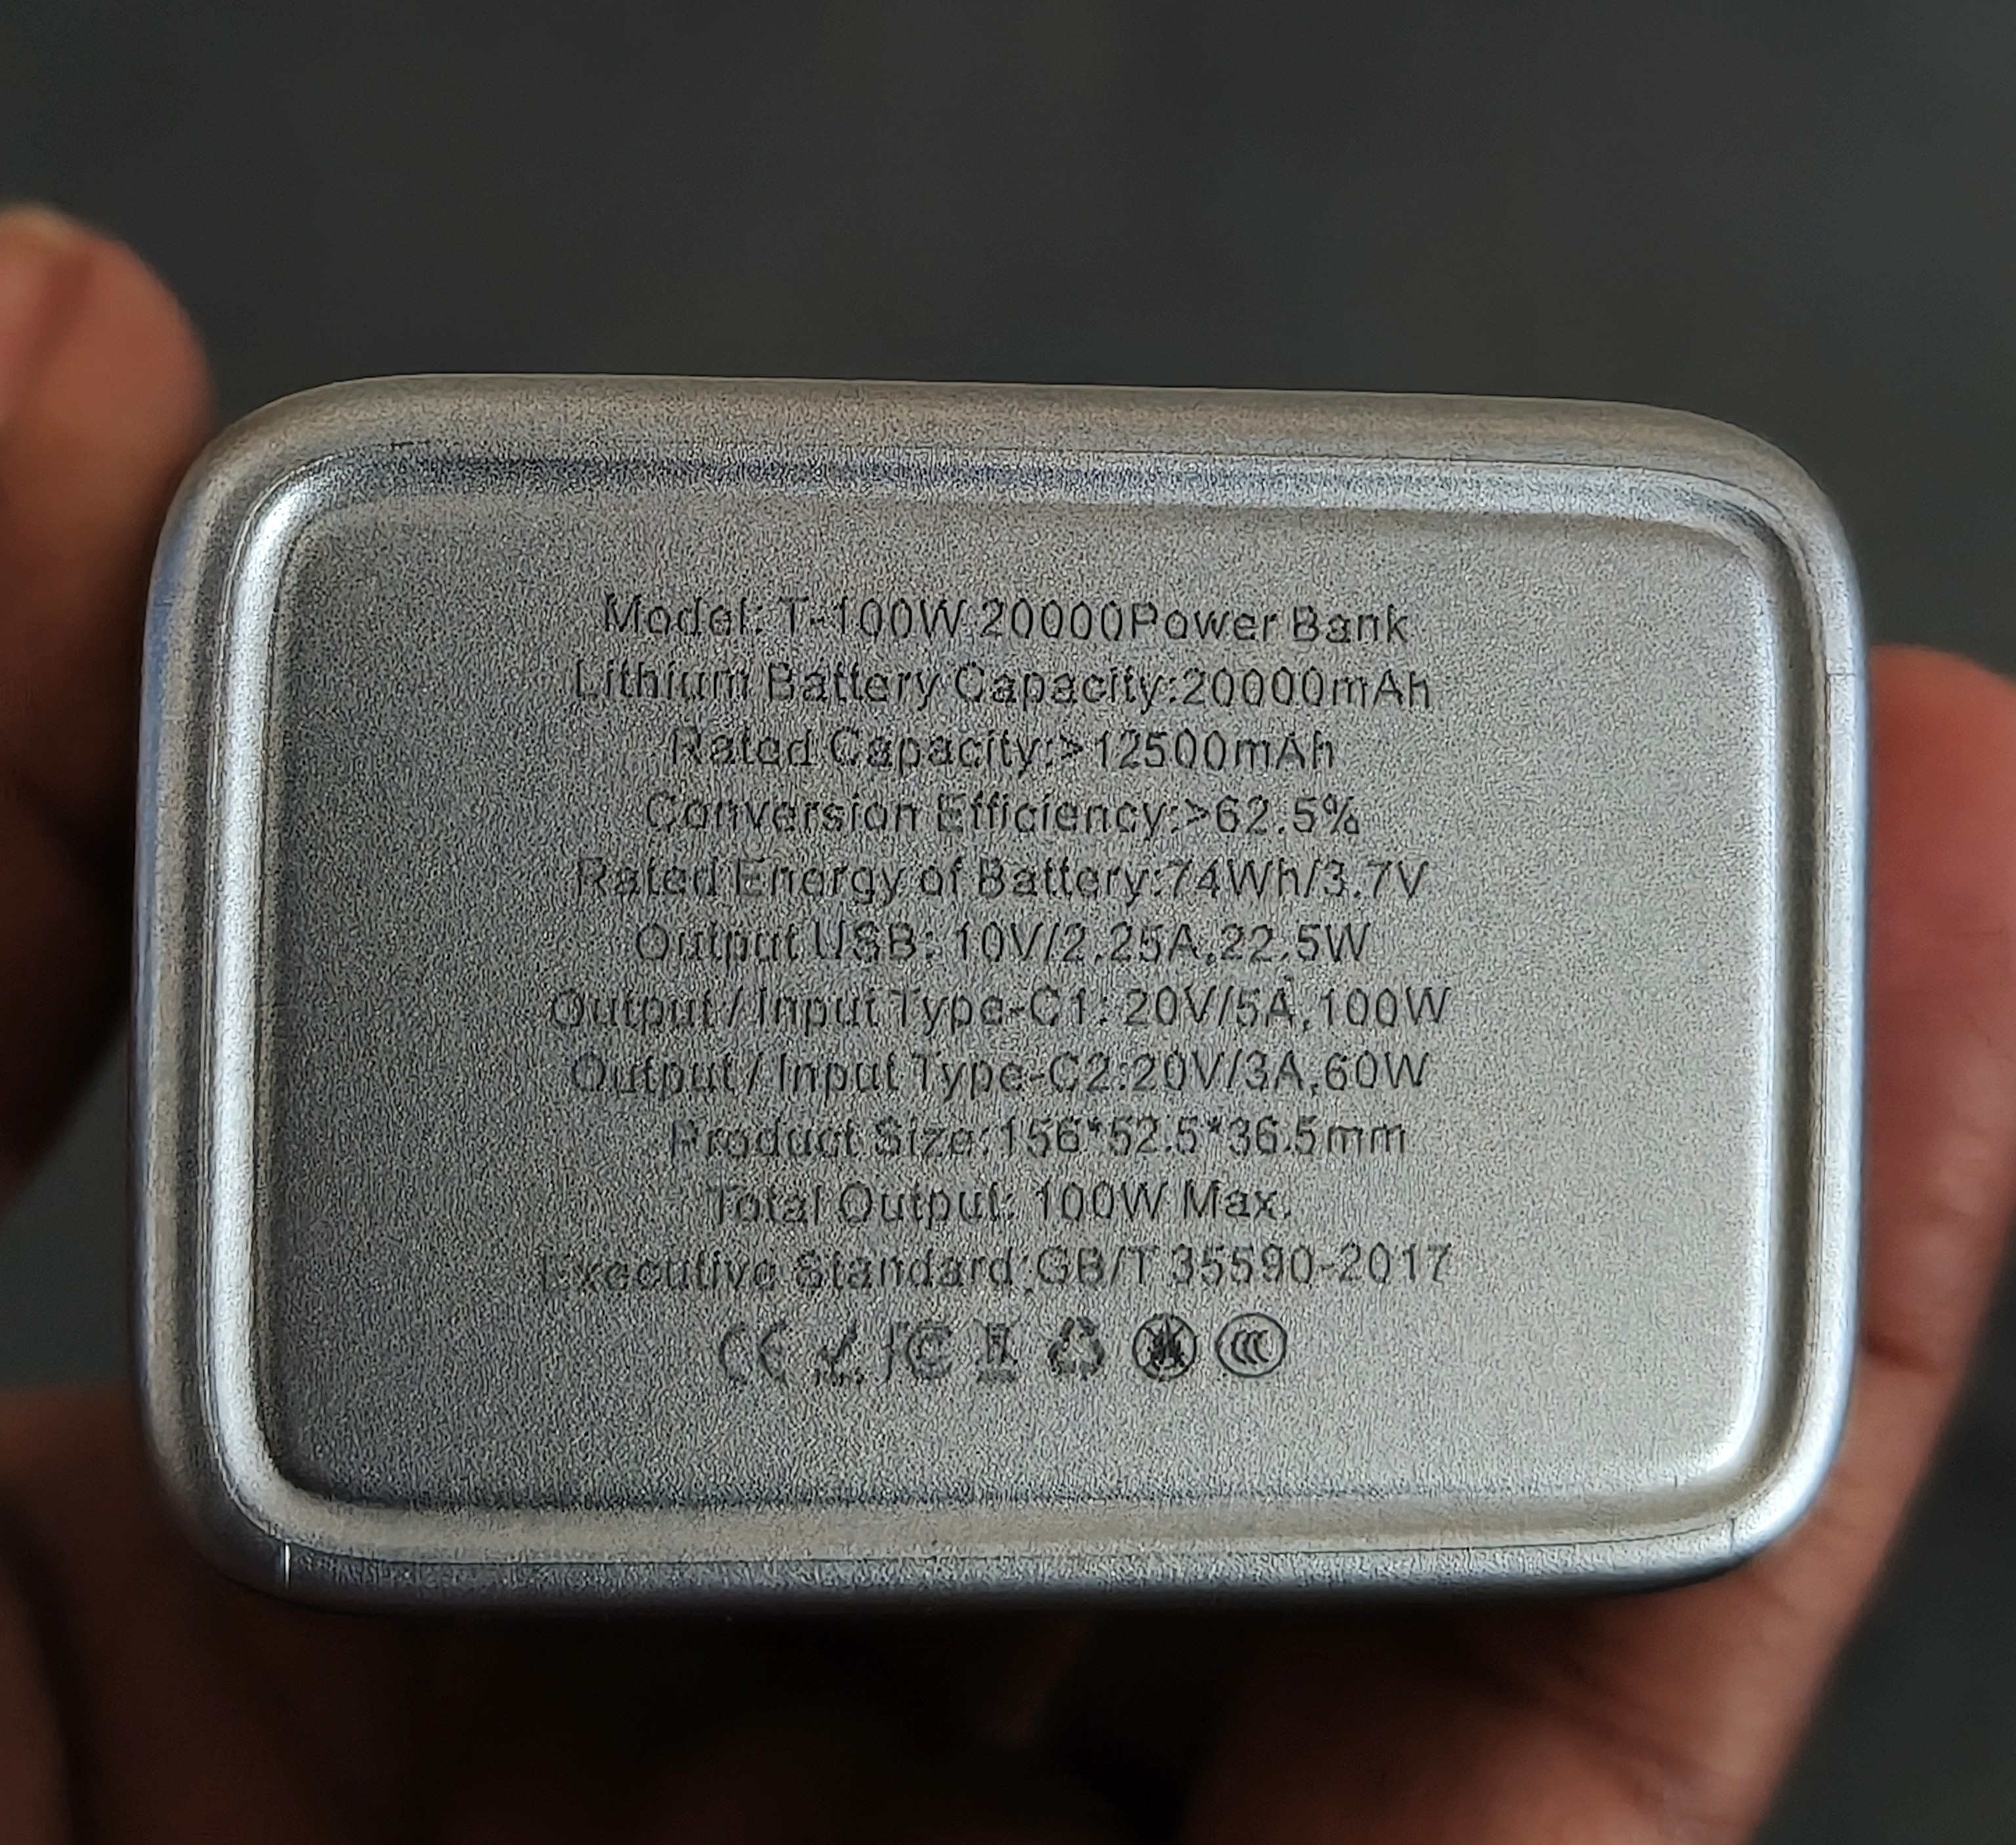 Model: T-100W 20000Power Bank
Lithium Battery Capacity:20000mAh
Rated Capacity:>12500mAh
Conversion Efficiency:>62.5%
Rated Energy of Battery:74Wh/3.7V
Output USB: 10V/2.25A,22.5W
Output / Input Type-C1: 20V/5A,100W
Output / Input Type-C2:20V/3A,60W
Product Size:156*52.5*36.5mm
Total Output: 100W Max.
Executive Standard:GB/T 35590-2017
CE FC CCC